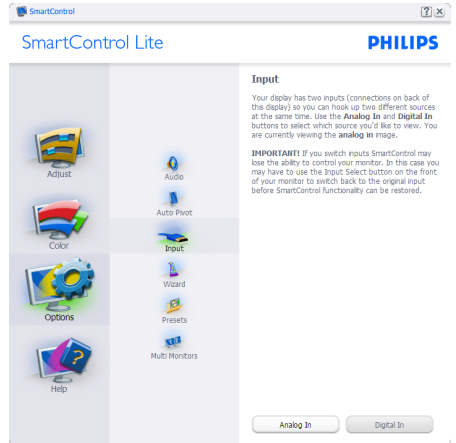 SmartControl
SmartControl Lite
PHILIPS
Adjust
Color
Options
Help
Audio
Auto Pivot
Input
Wizard
Presets
Multi Monitors
Input
Your display has two inputs (connections on back of
this display) so you can hook up two different sources
at the same time. Use the Analog In and Digital In
buttons to select which source you'd like to view. You
are currently viewing the analog in image.
IMPORTANT! If you switch inputs SmartControl may
lose the ability to control your monitor. In this case you
may have to use the Input Select button on the front
of your monitor to switch back to the original input
before SmartControl functionality can be restored.
Analog In
Digital In